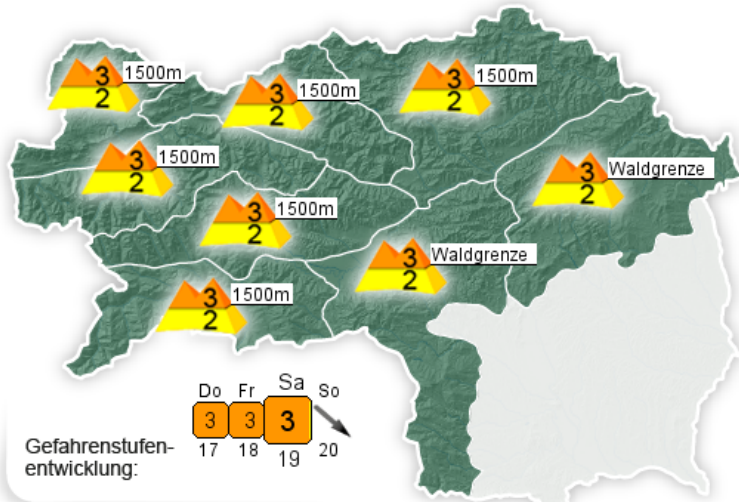 3 1500m
2
3 1500m
2
3 1500m
2
3 1500m
2
3 Waldgrenze
2
3 1500m
2
3 Waldgrenze
2
3 1500m
2
Do Fr Sa So
3 3 3
17 18 19 20
Gefahrenstufen-
entwicklung: